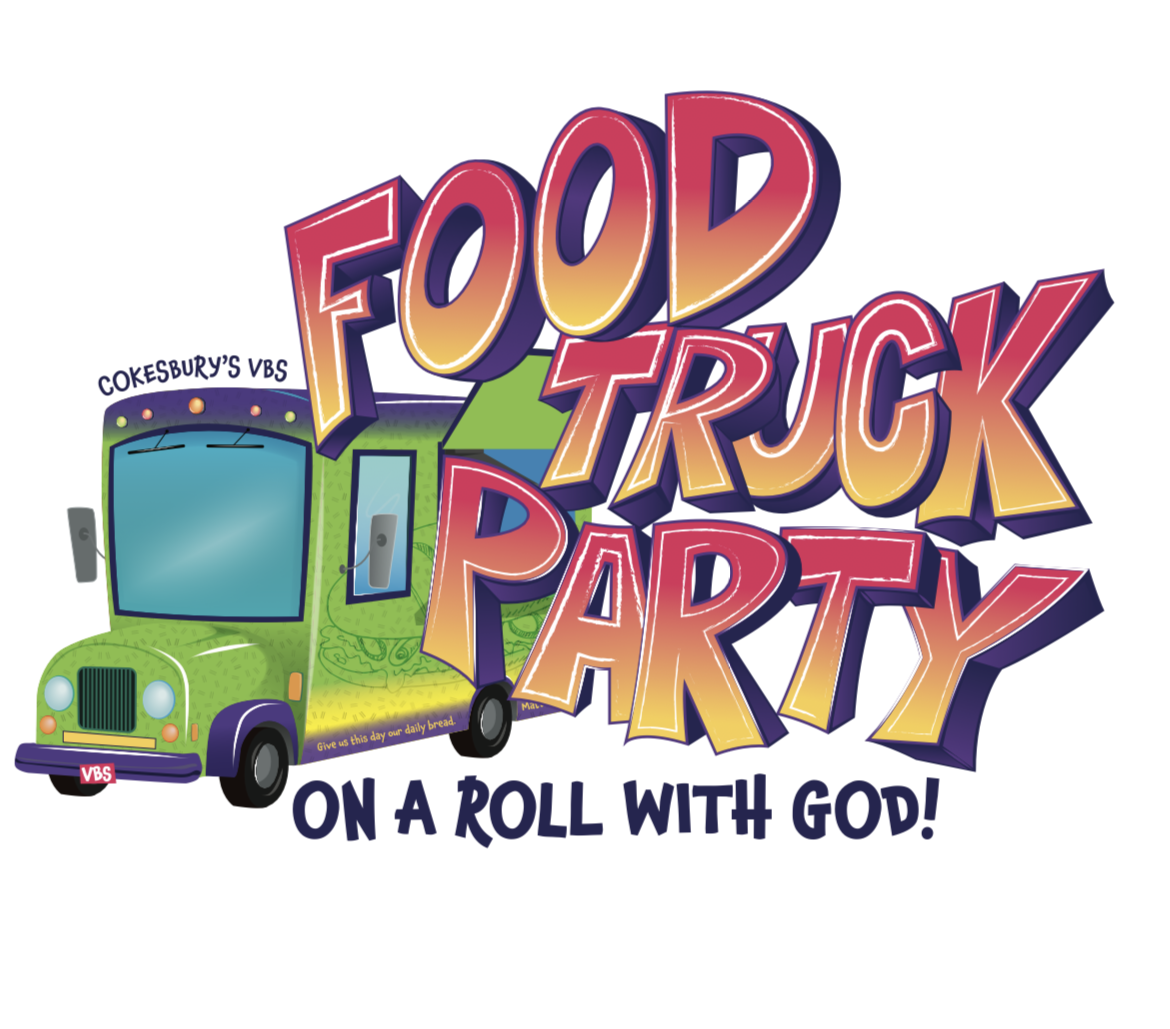 COKESBURY'S VBS
FOOD
TRUCK
PARTY
Give us this day our daily bread.
VBS
ON A ROLL WITH GOD!